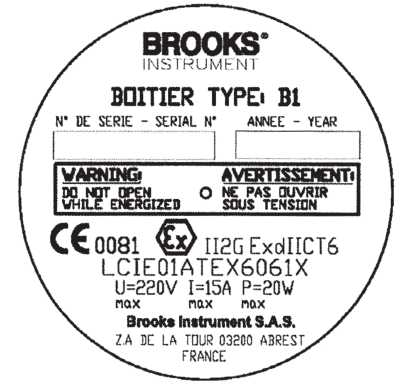 BROOKS®
INSTRUMENT
BOITIER TYPE: B1
N° DE SERIE - SERIAL N° ANNEE - YEAR
WARNING: AVERTISSEMENT:
DO NOT OPEN NE PAS OUVRIR
WHILE ENERGIZED SOUS TENSION
CE 0081 Ex II2G ExdIICT6
LCIE01ATEX6061X
U=220V I=15A P=20W
max max max
Brooks Instrument S.A.S.
Z.A DE LA TOUR 03200 ABREST
FRANCE